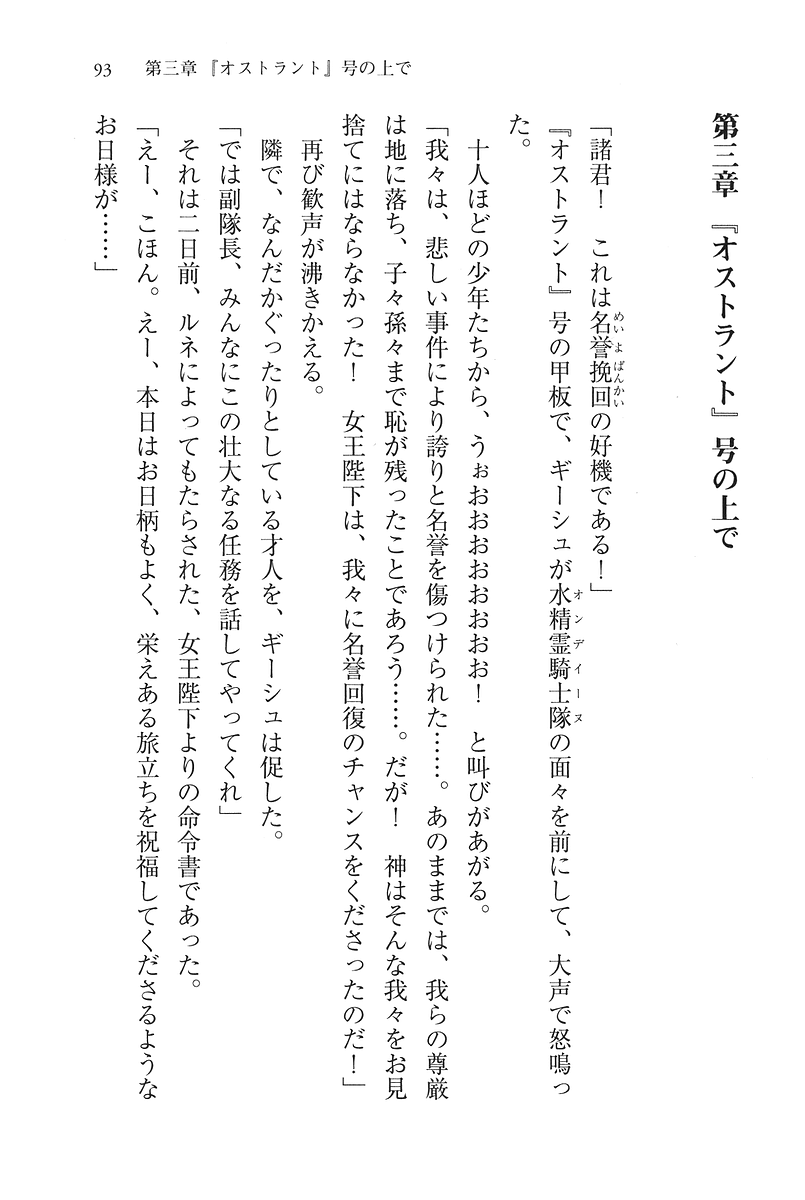 93 第三章『オストラント』号の上で
第三章 『オストラント』号の上で
「諸君！ これは名誉挽回の好機である！」
めいよばんかい
『オストラント』号の甲板で、ギーシュが水精霊騎士隊の面々を前にして、大声で怒鳴っ
オンディーヌ
た。
十人ほどの少年たちから、うぉおおおおおおおお！ と叫びがあがる。
「我々は、悲しい事件により誇りと名誉を傷つけられた……。あのままでは、我らの尊厳
は地に落ち、子々孫々まで恥が残ったことであろう……。だが！ 神はそんな我々をお見
捨てにはならなかった！ 女王陛下は、我々に名誉回復のチャンスをくださったのだ！」
再び歓声が沸きかえる。
隣で、なんだかぐったりとしている才人を、ギーシュは促した。
「では副隊長、みんなにこの壮大なる任務を話してやってくれ」
それは二日前、ルネによってもたらされた、女王陛下よりの命令書であった。
「えー、こほん。えー、本日はお日柄もよく、栄えある旅立ちを祝福してくださるような
お日様が……」